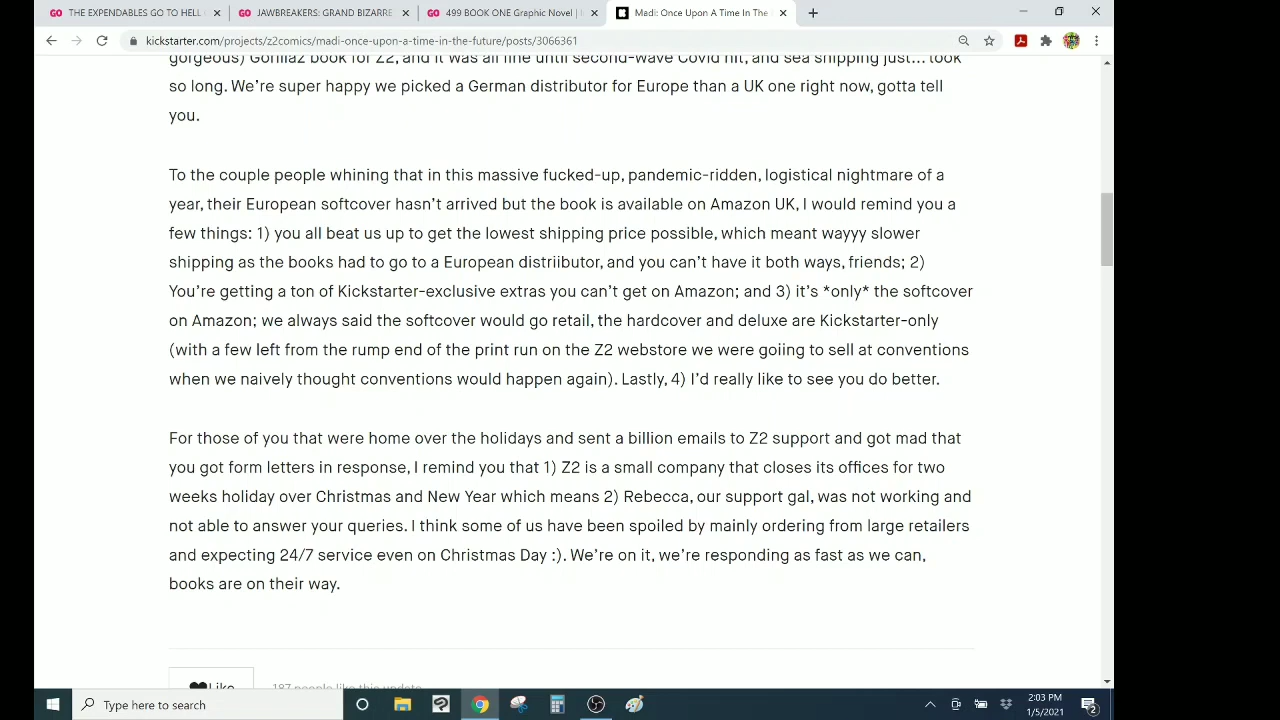 THE EXPENDABLES GO TO HELL
JAWBREAKERS: GRAND BIZARRE
499 BOOK ONE Graphic Novel | I
Madi: Once Upon A Time In The
kickstarter.com/projects/z2comics/madi-once-upon-a-time-in-the-future/posts/3066361
gorgeous) Gorillaz book for Z2, and it was all fine until second-wave Covid hit, and sea shipping just... took
so long. We're super happy we picked a German distributor for Europe than a UK one right now, gotta tell
you.
To the couple people whining that in this massive fucked-up, pandemic-ridden, logistical nightmare of a
year, their European softcover hasn't arrived but the book is available on Amazon UK, I would remind you a
few things: 1) you all beat us up to get the lowest shipping price possible, which meant wayyy slower
shipping as the books had to go to a European distriibutor, and you can't have it both ways, friends; 2)
You're getting a ton of Kickstarter-exclusive extras you can't get on Amazon; and 3) it's *only* the softcover
on Amazon; we always said the softcover would go retail, the hardcover and deluxe are Kickstarter-only
(with a few left from the rump end of the print run on the Z2 webstore we were goiing to sell at conventions
when we naively thought conventions would happen again). Lastly, 4) I'd really like to see you do better.
For those of you that were home over the holidays and sent a billion emails to Z2 support and got mad that
you got form letters in response, I remind you that 1) Z2 is a small company that closes its offices for two
weeks holiday over Christmas and New Year which means 2) Rebecca, our support gal, was not working and
not able to answer your queries. I think some of us have been spoiled by mainly ordering from large retailers
and expecting 24/7 service even on Christmas Day :). We're on it, we're responding as fast as we can,
books are on their way.
Like
187 people like this update
Type here to search
2:03 PM
1/5/2021
2